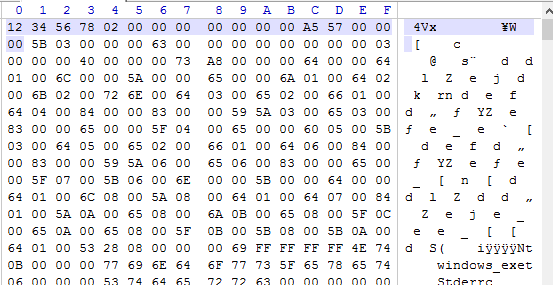 0 1 2 3 4 5 6 7 8 9 A B C D E F
12 34 56 78 02 00 00 00 00 00 00 00 A5 57 00 00 4Vx ¥W
00 5B 03 00 00 00 63 00 00 00 00 00 00 00 00 03 [ c
00 00 00 40 00 00 00 73 A8 00 00 00 64 00 00 64 @ s¨ d d
01 00 6C 00 00 5A 00 00 65 00 00 6A 01 00 64 02 l Z e j d
00 6B 02 00 72 6E 00 64 03 00 65 02 00 66 01 00 k rn d e f
64 04 00 84 00 00 83 00 00 59 5A 03 00 65 03 00 d „ ƒ YZ e
83 00 00 65 00 00 5F 04 00 65 00 00 60 05 00 5B ƒ e _ e ` [
03 00 64 05 00 65 02 00 66 01 00 64 06 00 84 00 d e f d „
00 83 00 00 59 5A 06 00 65 06 00 83 00 00 65 00 ƒ YZ e ƒ e
00 5F 07 00 5B 06 00 6E 00 00 5B 00 00 64 00 00 _ [ n [ d
64 01 00 6C 08 00 5A 08 00 64 01 00 64 07 00 84 d l Z d d „
00 01 00 5A 0A 00 65 08 00 6A 0B 00 65 08 00 5F 0C Z e j e _
00 65 0A 00 65 08 00 5F 0B 00 5B 08 00 5B 0A 00 e e _ [ [
64 01 00 53 28 08 00 00 00 69 FF FF FF FF 4E 74 d S( iÿÿÿÿNt
0B 00 00 00 77 69 6E 64 6F 77 73 5F 65 78 65 74 windows_exet
06 00 00 00 53 74 64 65 72 72 63 00 00 00 00 00 Stderrc